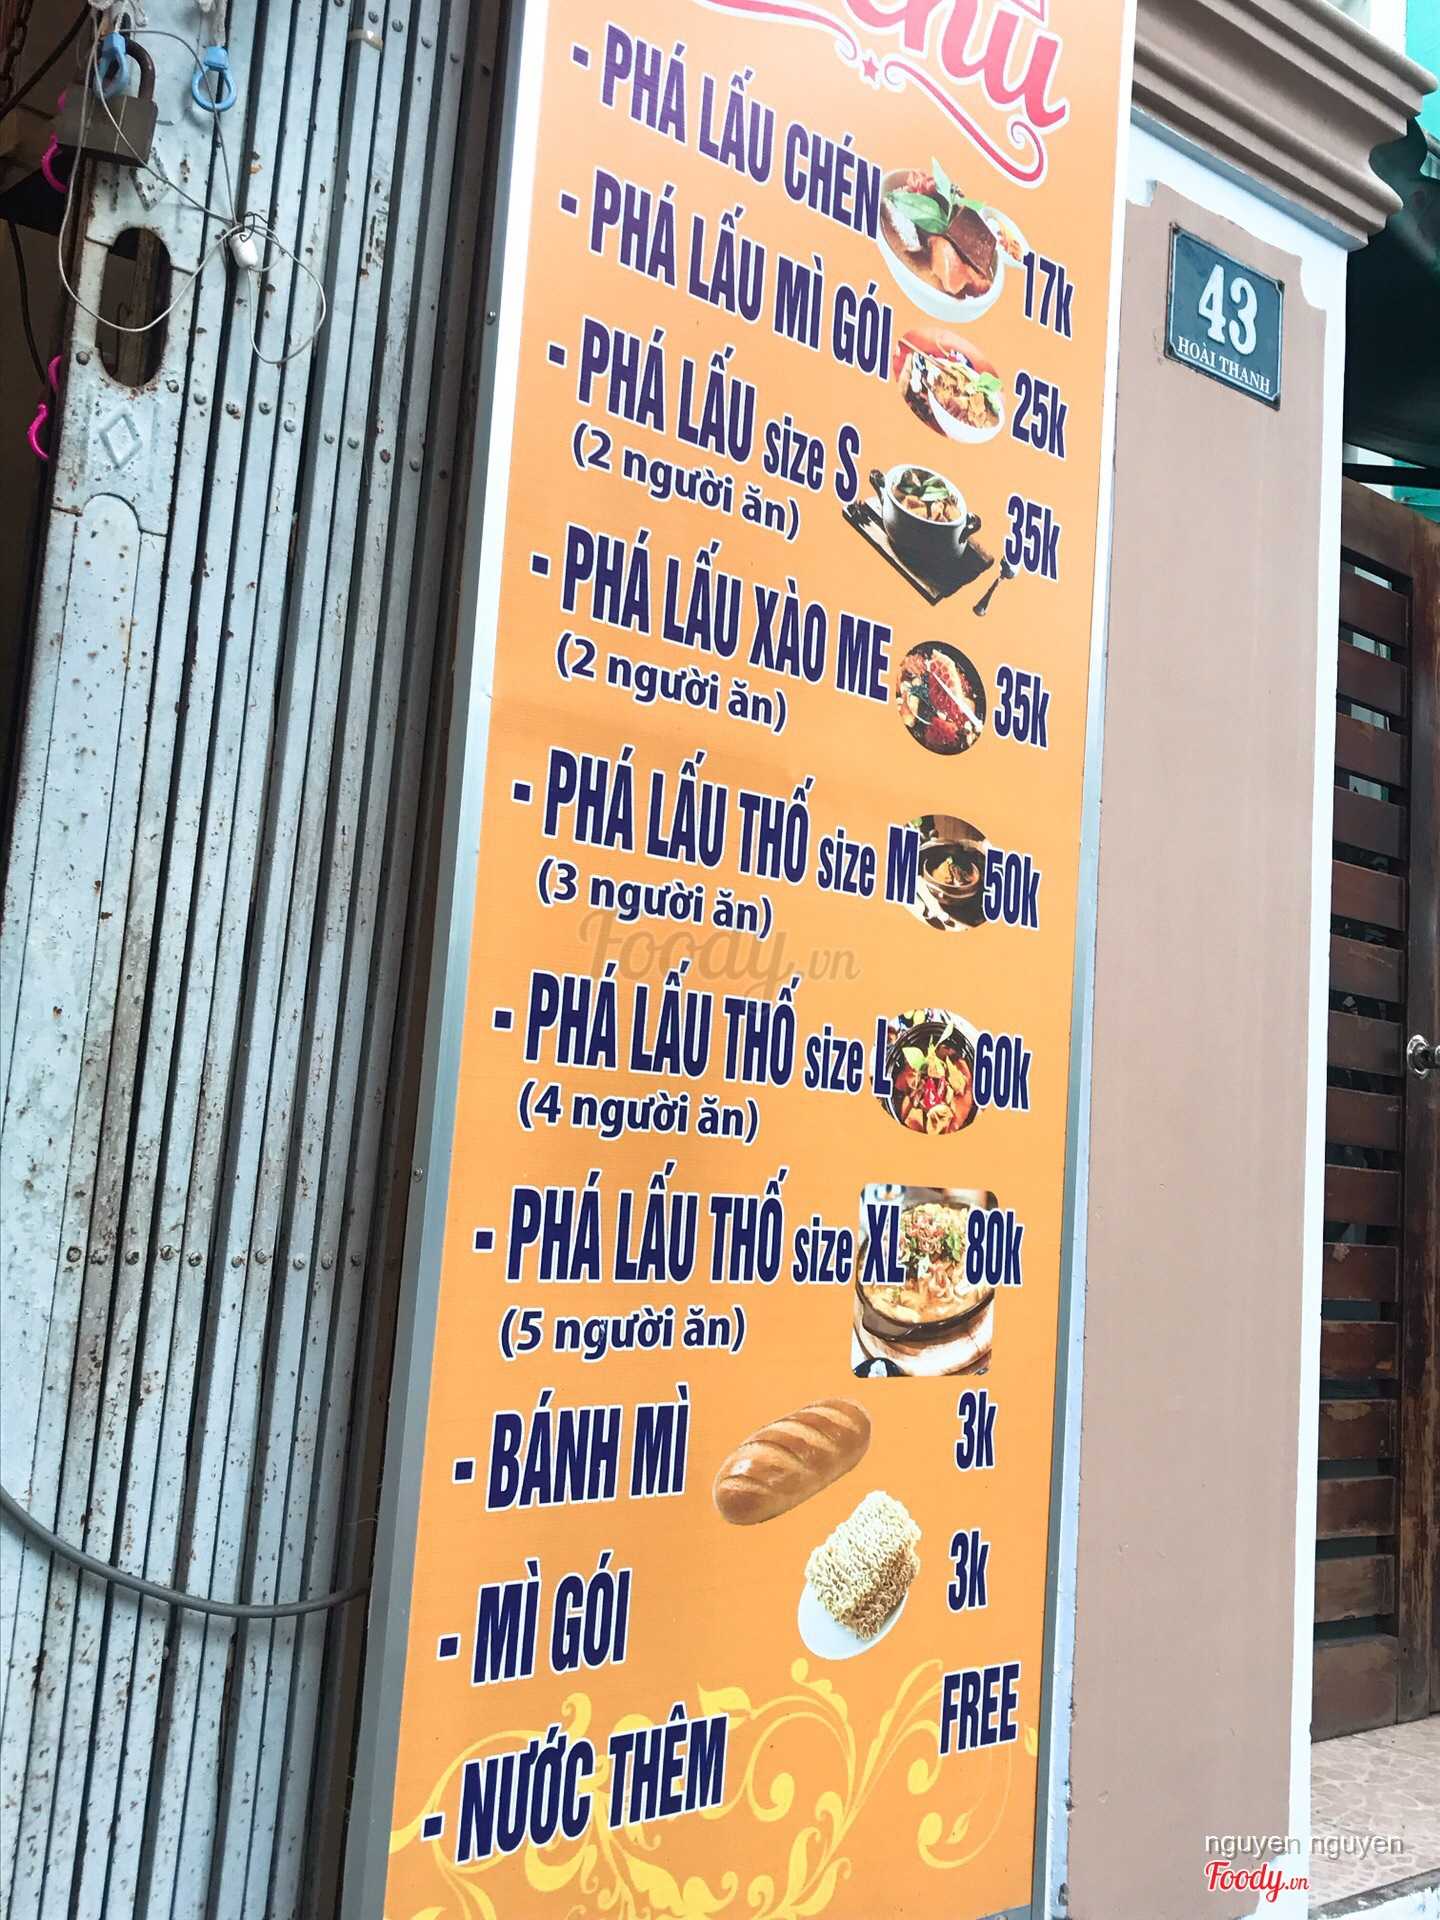 - PHÁ LẤU CHÉN 17k
- PHÁ LẤU MÌ GÓI 25k
- PHÁ LẤU size S 35k
(2 người ăn)
- PHÁ LẤU XÀO ME 35k
(2 người ăn)
- PHÁ LẤU THỐ size M 50k
(3 người ăn)
- PHÁ LẤU THỐ size L 60k
(4 người ăn)
- PHÁ LẤU THỐ size XL 80k
(5 người ăn)
- BÁNH MÌ 3k
- MÌ GÓI 3k
- NƯỚC THÊM FREE
43
HOÀI THANH
Foody.vn
nguyen nguyen
Foody.vn